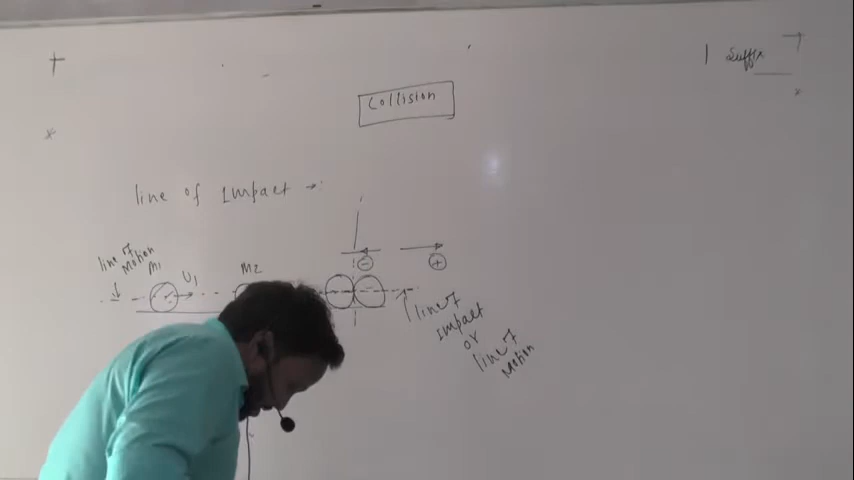 | Suffix
Collision
line of Impact →
line of
Motion
M1
U1
M2
−
+
line of
Impact
or
line of
Motion